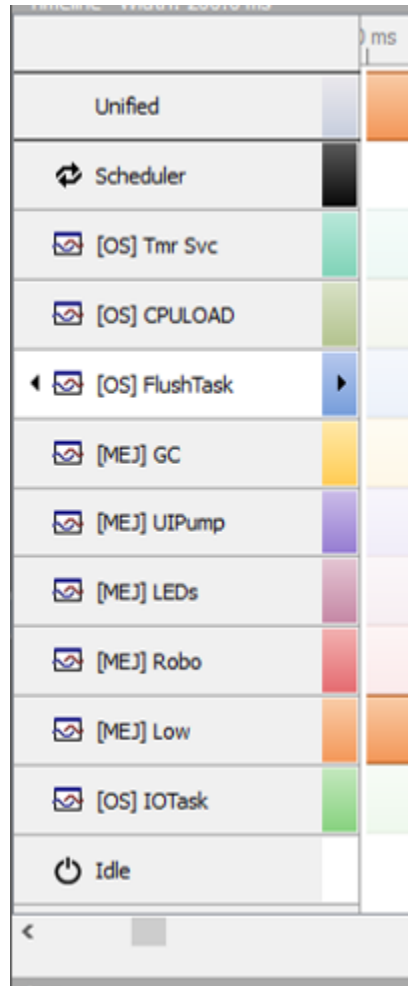 ms
Unified
Scheduler
[OS] Tmr Svc
[OS] CPULOAD
[OS] FlushTask
[MEJ] GC
[MEJ] UIPump
[MEJ] LEDs
[MEJ] Robo
[MEJ] Low
[OS] IOTask
Idle